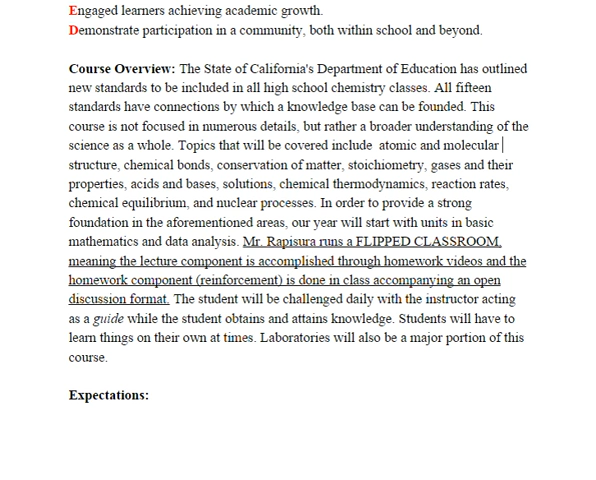 Engaged learners achieving academic growth.
Demonstrate participation in a community, both within school and beyond.
Course Overview: The State of California's Department of Education has outlined
new standards to be included in all high school chemistry classes. All fifteen
standards have connections by which a knowledge base can be founded. This
course is not focused in numerous details, but rather a broader understanding of the
science as a whole. Topics that will be covered include  atomic and molecular
structure, chemical bonds, conservation of matter, stoichiometry, gases and their
properties, acids and bases, solutions, chemical thermodynamics, reaction rates,
chemical equilibrium, and nuclear processes. In order to provide a strong
foundation in the aforementioned areas, our year will start with units in basic
mathematics and data analysis. Mr. Rapisura runs a FLIPPED CLASSROOM,
meaning the lecture component is accomplished through homework videos and the
homework component (reinforcement) is done in class accompanying an open
discussion format. The student will be challenged daily with the instructor acting
as a guide while the student obtains and attains knowledge. Students will have to
learn things on their own at times. Laboratories will also be a major portion of this
course.
Expectations: